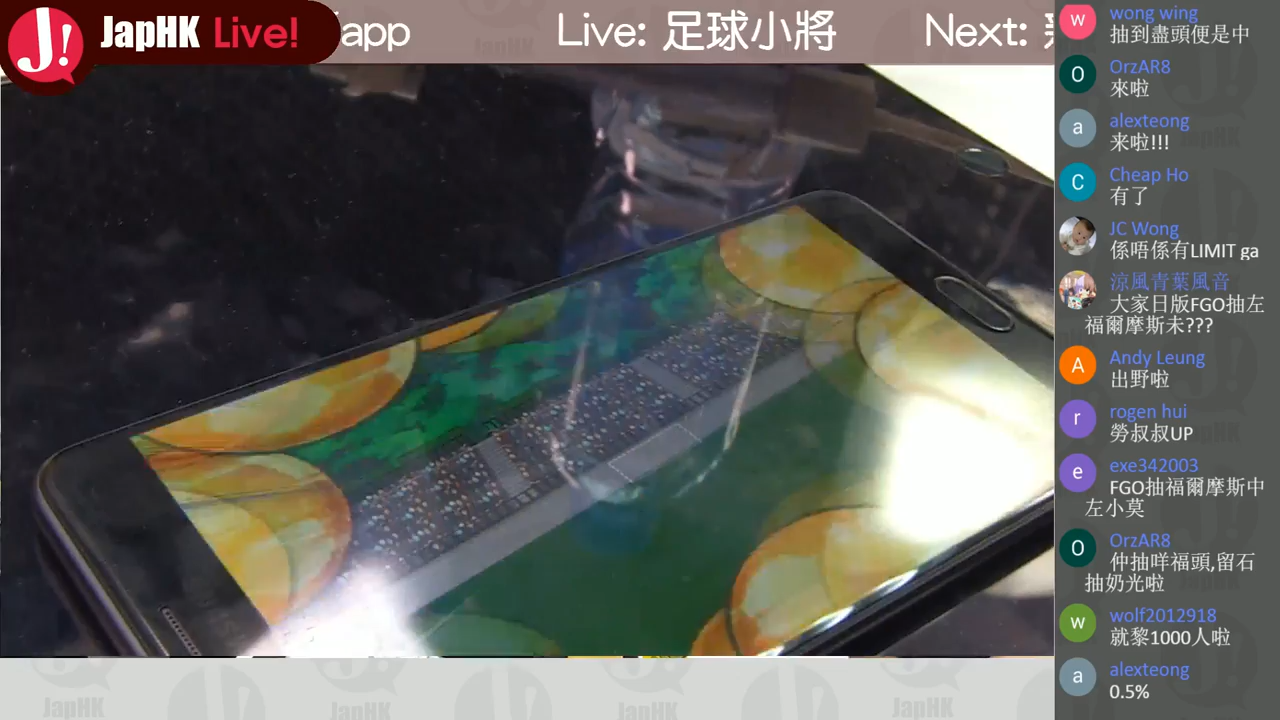 J! JapHK Live! app Live: 足球小將 Next:
wong wing
抽到盡頭便是中
OrzAR8
來啦
alexteong
来啦!!!
Cheap Ho
有了
JC Wong
係唔係有LIMIT ga
涼風青葉風音
大家日版FGO抽左
福爾摩斯未???
Andy Leung
出野啦
rogen hui
勞叔叔UP
exe342003
FGO抽福爾摩斯中
左小莫
OrzAR8
仲抽咩福頭,留石
抽奶光啦
wolf2012918
就黎1000人啦
alexteong
0.5%
JapHK JapHK JapHK JapHK